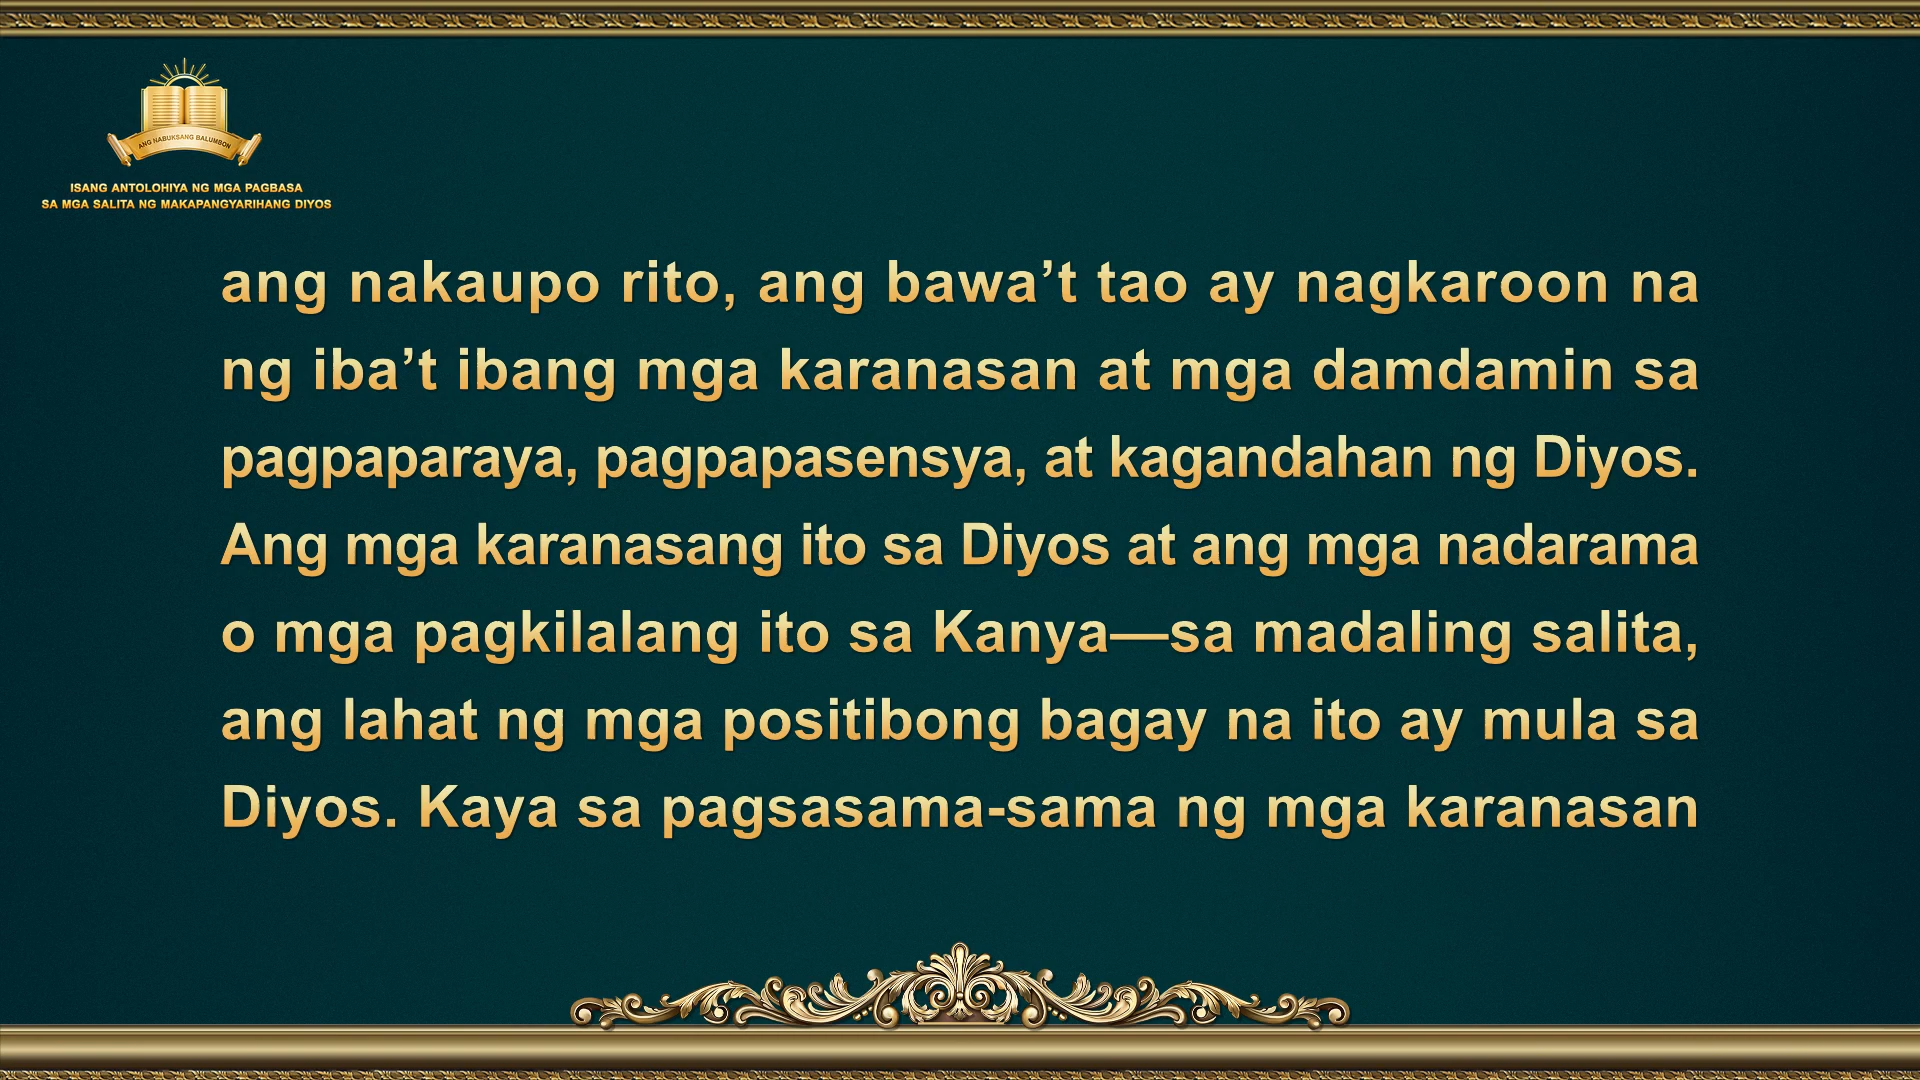 ANG NABUKSANG BALUMBON
ISANG ANTOLOHIYA NG MGA PAGBASA
SA MGA SALITA NG MAKAPANGYARIHANG DIYOS
ang nakaupo rito, ang bawa’t tao ay nagkaroon na
ng iba’t ibang mga karanasan at mga damdamin sa
pagpaparaya, pagpapasensya, at kagandahan ng Diyos.
Ang mga karanasang ito sa Diyos at ang mga nadarama
o mga pagkilalang ito sa Kanya—sa madaling salita,
ang lahat ng mga positibong bagay na ito ay mula sa
Diyos. Kaya sa pagsasama-sama ng mga karanasan